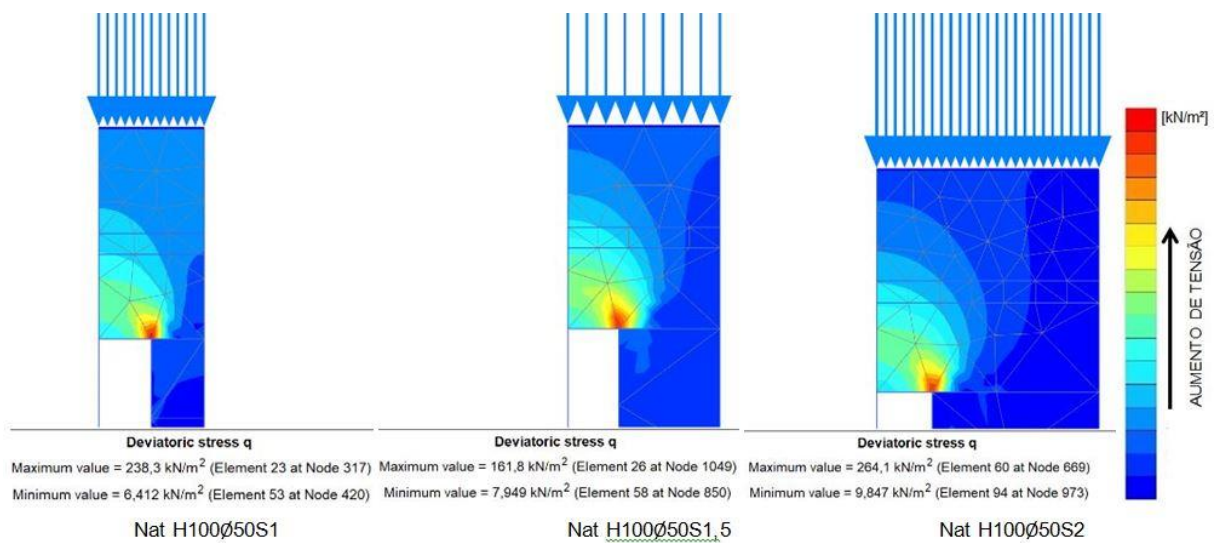 [kN/m²]
AUMENTO DE TENSÃO
Deviatoric stress q
Maximum value = 238,3 kN/m² (Element 23 at Node 317)
Minimum value = 6,412 kN/m² (Element 53 at Node 420)
Nat H100Ø50S1
Deviatoric stress q
Maximum value = 161,8 kN/m² (Element 26 at Node 1049)
Minimum value = 7,949 kN/m² (Element 58 at Node 850)
Nat H100Ø50S1,5
Deviatoric stress q
Maximum value = 264,1 kN/m² (Element 60 at Node 669)
Minimum value = 9,847 kN/m² (Element 94 at Node 973)
Nat H100Ø50S2